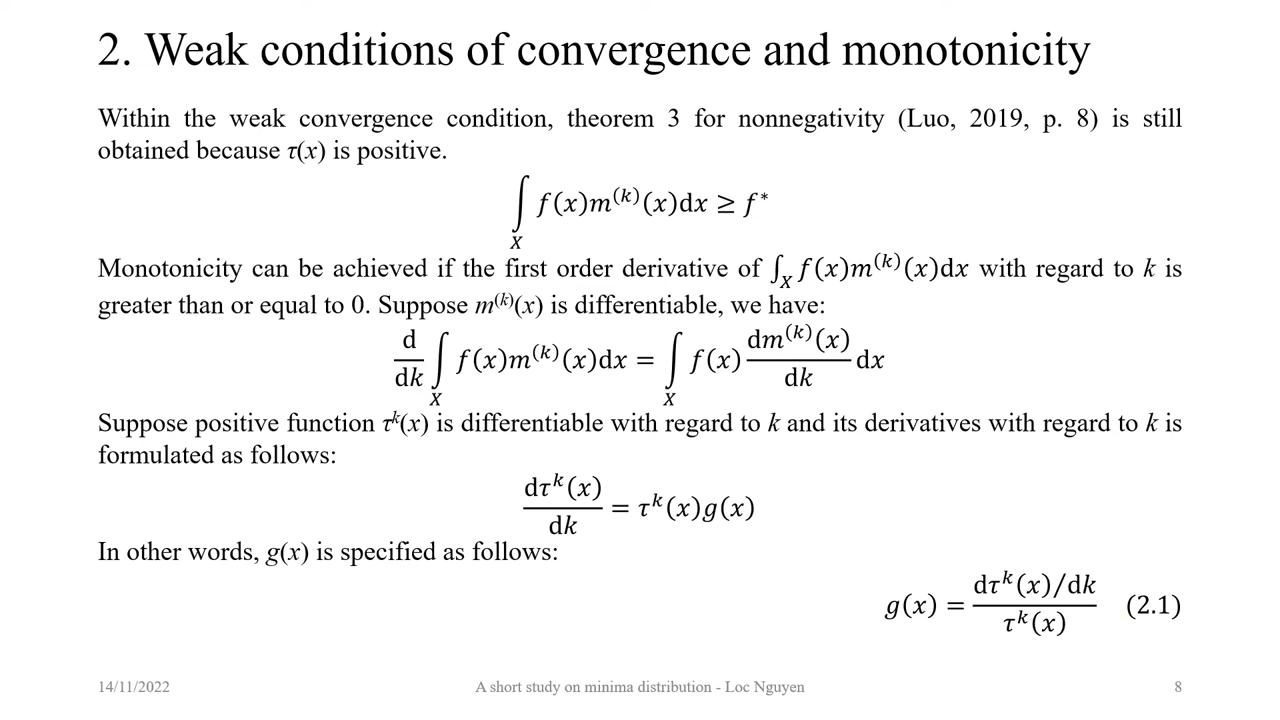 2. Weak conditions of convergence and monotonicity
Within the weak convergence condition, theorem 3 for nonnegativity (Luo, 2019, p. 8) is still
obtained because τ(x) is positive.
∫_X f(x)m^(k)(x)dx ≥ f*
Monotonicity can be achieved if the first order derivative of ∫_X f(x)m^(k)(x)dx with regard to k is
greater than or equal to 0. Suppose m^(k)(x) is differentiable, we have:
d/dk ∫_X f(x)m^(k)(x)dx = ∫_X f(x) dm^(k)(x)/dk dx
Suppose positive function τ^k(x) is differentiable with regard to k and its derivatives with regard to k is
formulated as follows:
dτ^k(x)/dk = τ^k(x)g(x)
In other words, g(x) is specified as follows:
g(x) = (dτ^k(x)/dk)/τ^k(x) (2.1)
14/11/2022 A short study on minima distribution - Loc Nguyen 8